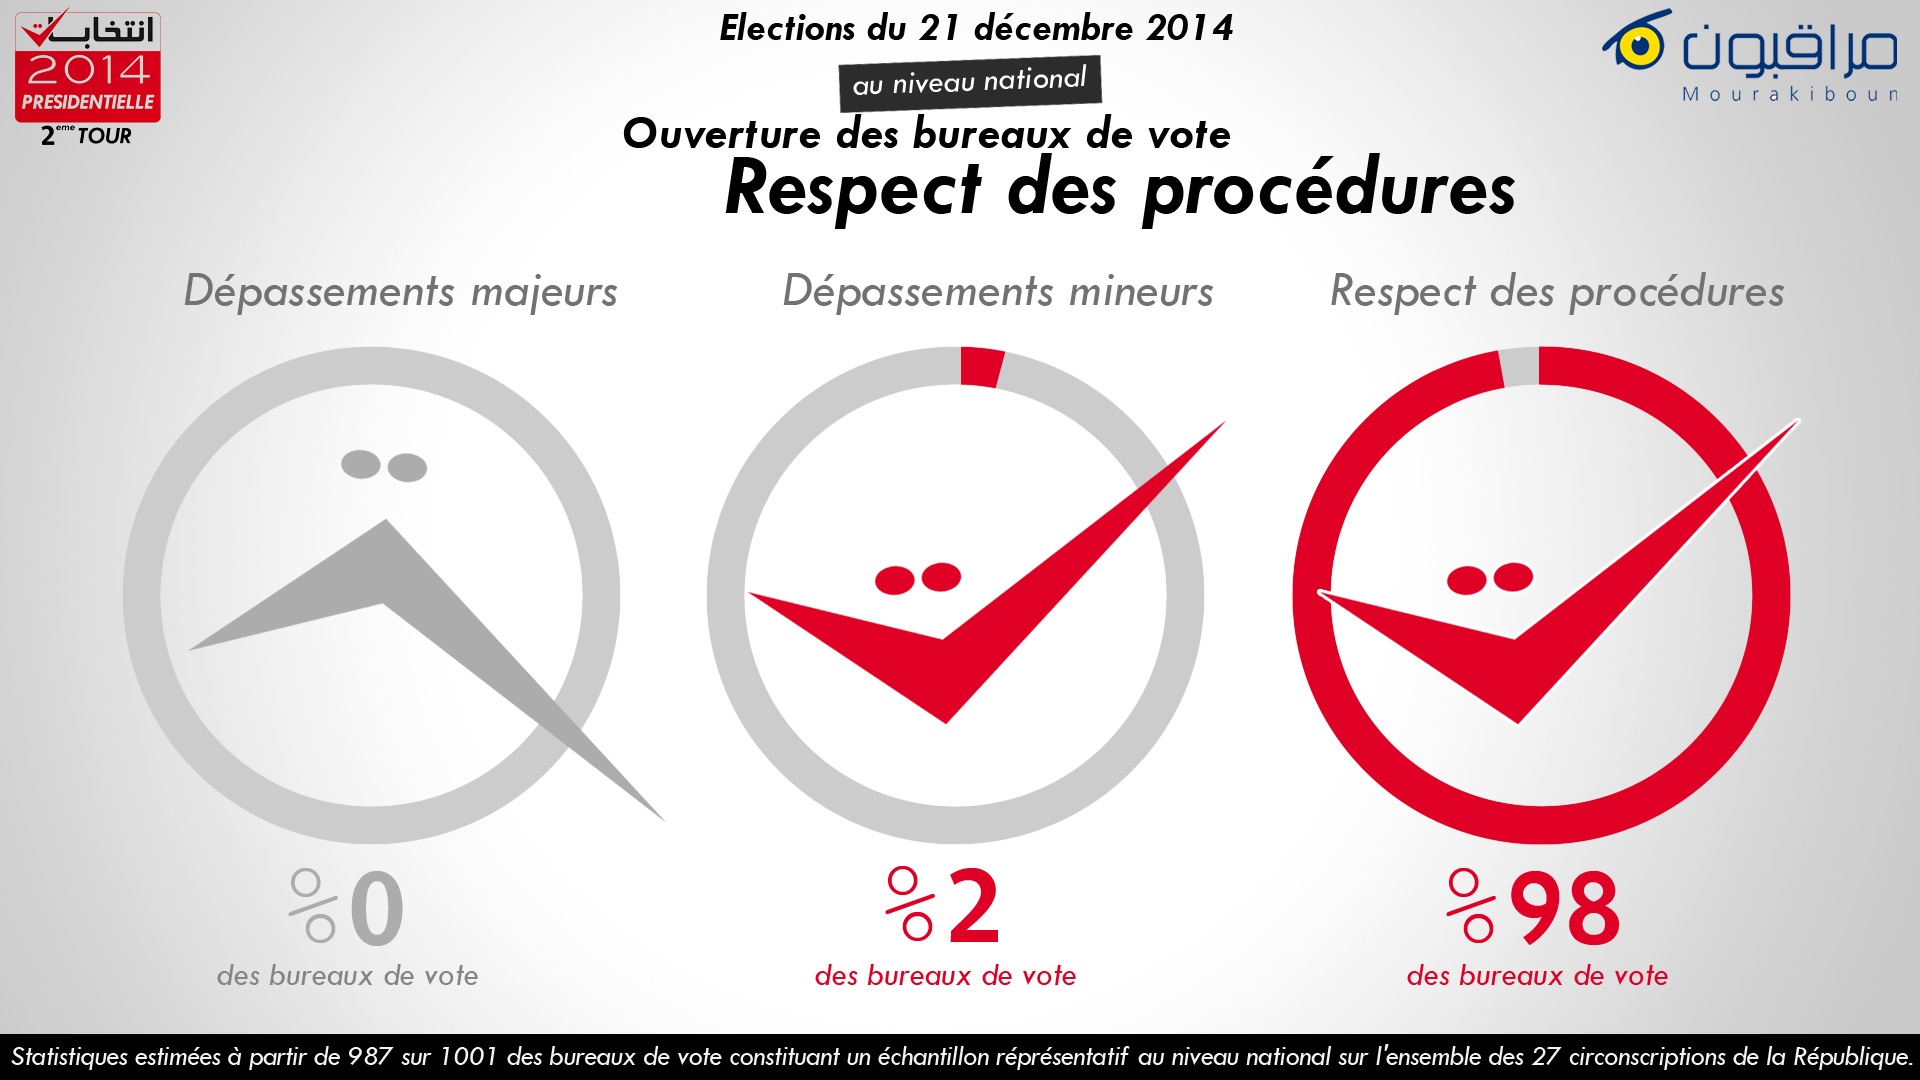 انتخابات
2014
PRESIDENTIELLE
2eme TOUR
Elections du 21 décembre 2014
au niveau national
Ouverture des bureaux de vote
Respect des procédures
مراقبون
Mourakiboun
Dépassements majeurs
Dépassements mineurs
Respect des procédures
%0
des bureaux de vote
%2
des bureaux de vote
%98
des bureaux de vote
Statistiques estimées à partir de 987 sur 1001 des bureaux de vote constituant un échantillon réprésentatif au niveau national sur l'ensemble des 27 circonscriptions de la République.